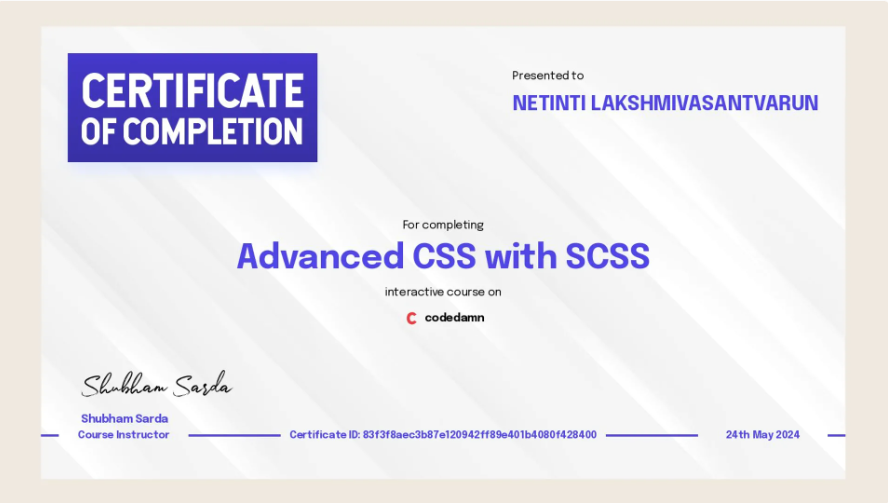 CERTIFICATE
OF COMPLETION
Presented to
NETINTI LAKSHMIVASANTVARUN
For completing
Advanced CSS with SCSS
interactive course on
codedamn
Shubham Sarda
Shubham Sarda
Course Instructor
Certificate ID: 83f3f8aec3b87e120942ff89e401b4080f428400
24th May 2024